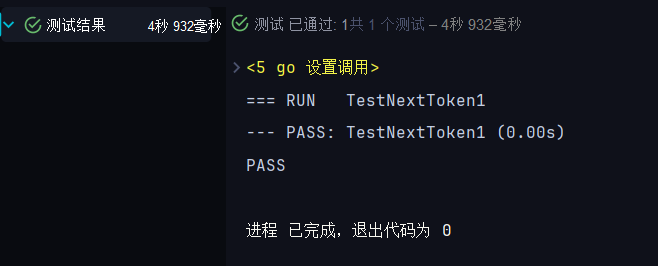 测试结果 4秒 932毫秒
测试 已通过: 1共 1 个测试 – 4秒 932毫秒
<5 go 设置调用>
=== RUN   TestNextToken1
--- PASS: TestNextToken1 (0.00s)
PASS
进程 已完成，退出代码为 0